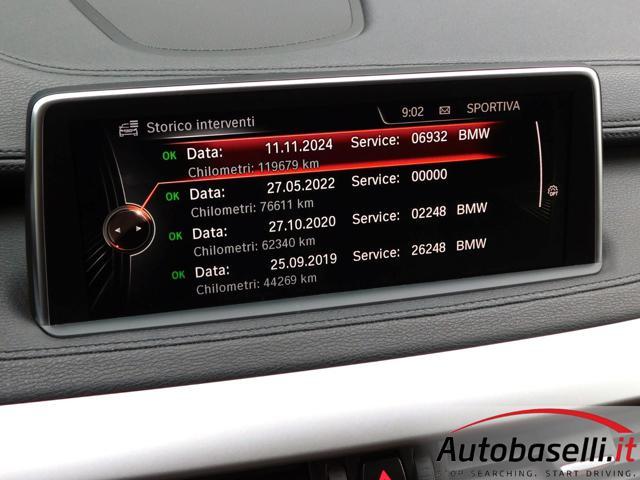 9:02 SPORTIVA
Storico interventi
OK Data: 11.11.2024 Service: 06932 BMW
Chilometri: 119679 km
OK Data: 27.05.2022 Service: 00000
Chilometri: 76611 km
OK Data: 27.10.2020 Service: 02248 BMW
Chilometri: 62340 km
OK Data: 25.09.2019 Service: 26248 BMW
Chilometri: 44269 km
OFF
Autobaselli.it
STOP SEARCHING. START DRIVING.